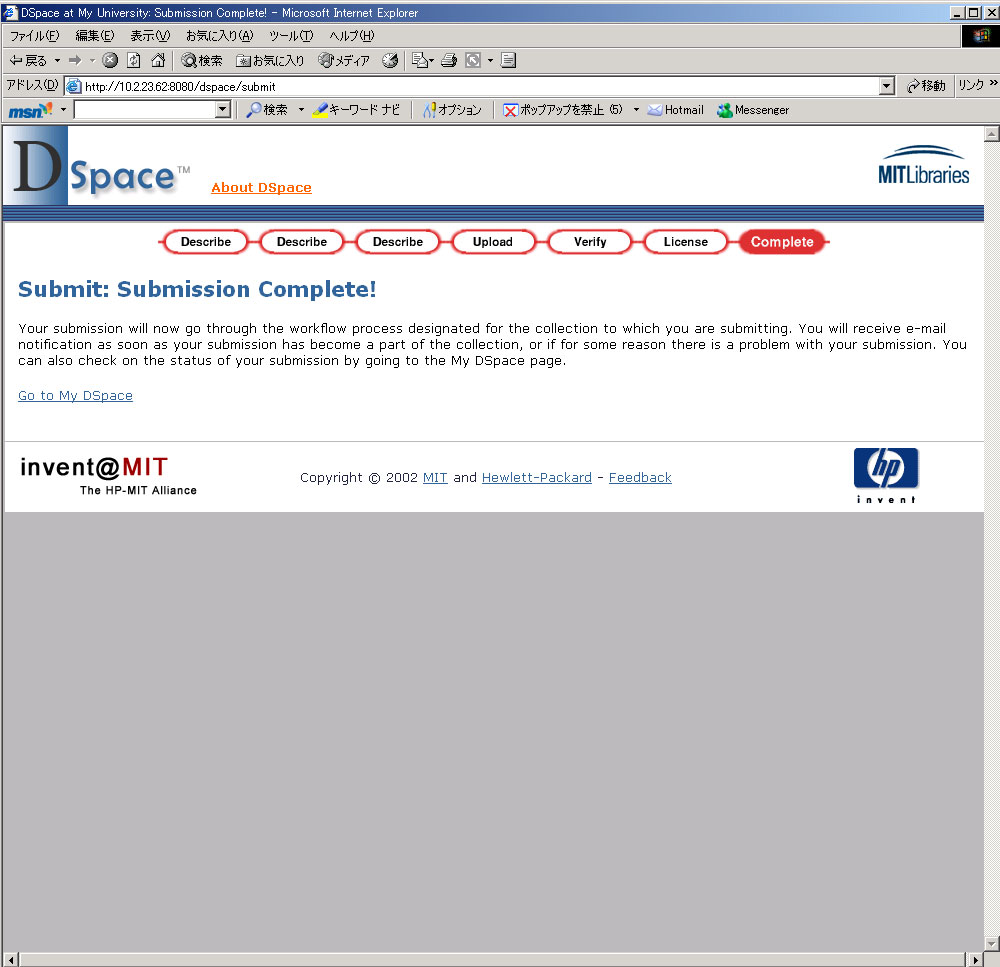 DSpace at My University: Submission Complete! - Microsoft Internet Explorer
ファイル(F) 編集(E) 表示(V) お気に入り(A) ツール(T) ヘルプ(H)
戻る 検索 お気に入り メディア
アドレス(D) http://10.2.23.62:8080/dspace/submit 移動 リンク »
msn 検索 キーワード ナビ オプション ポップアップを禁止 (5) Hotmail Messenger
DSpace™ About DSpace MITLibraries
Describe Describe Describe Upload Verify License Complete
Submit: Submission Complete!
Your submission will now go through the workflow process designated for the collection to which you are submitting. You will receive e-mail
notification as soon as your submission has become a part of the collection, or if for some reason there is a problem with your submission. You
can also check on the status of your submission by going to the My DSpace page.
Go to My DSpace
invent@MIT
The HP-MIT Alliance
Copyright © 2002 MIT and Hewlett-Packard - Feedback
hp
invent